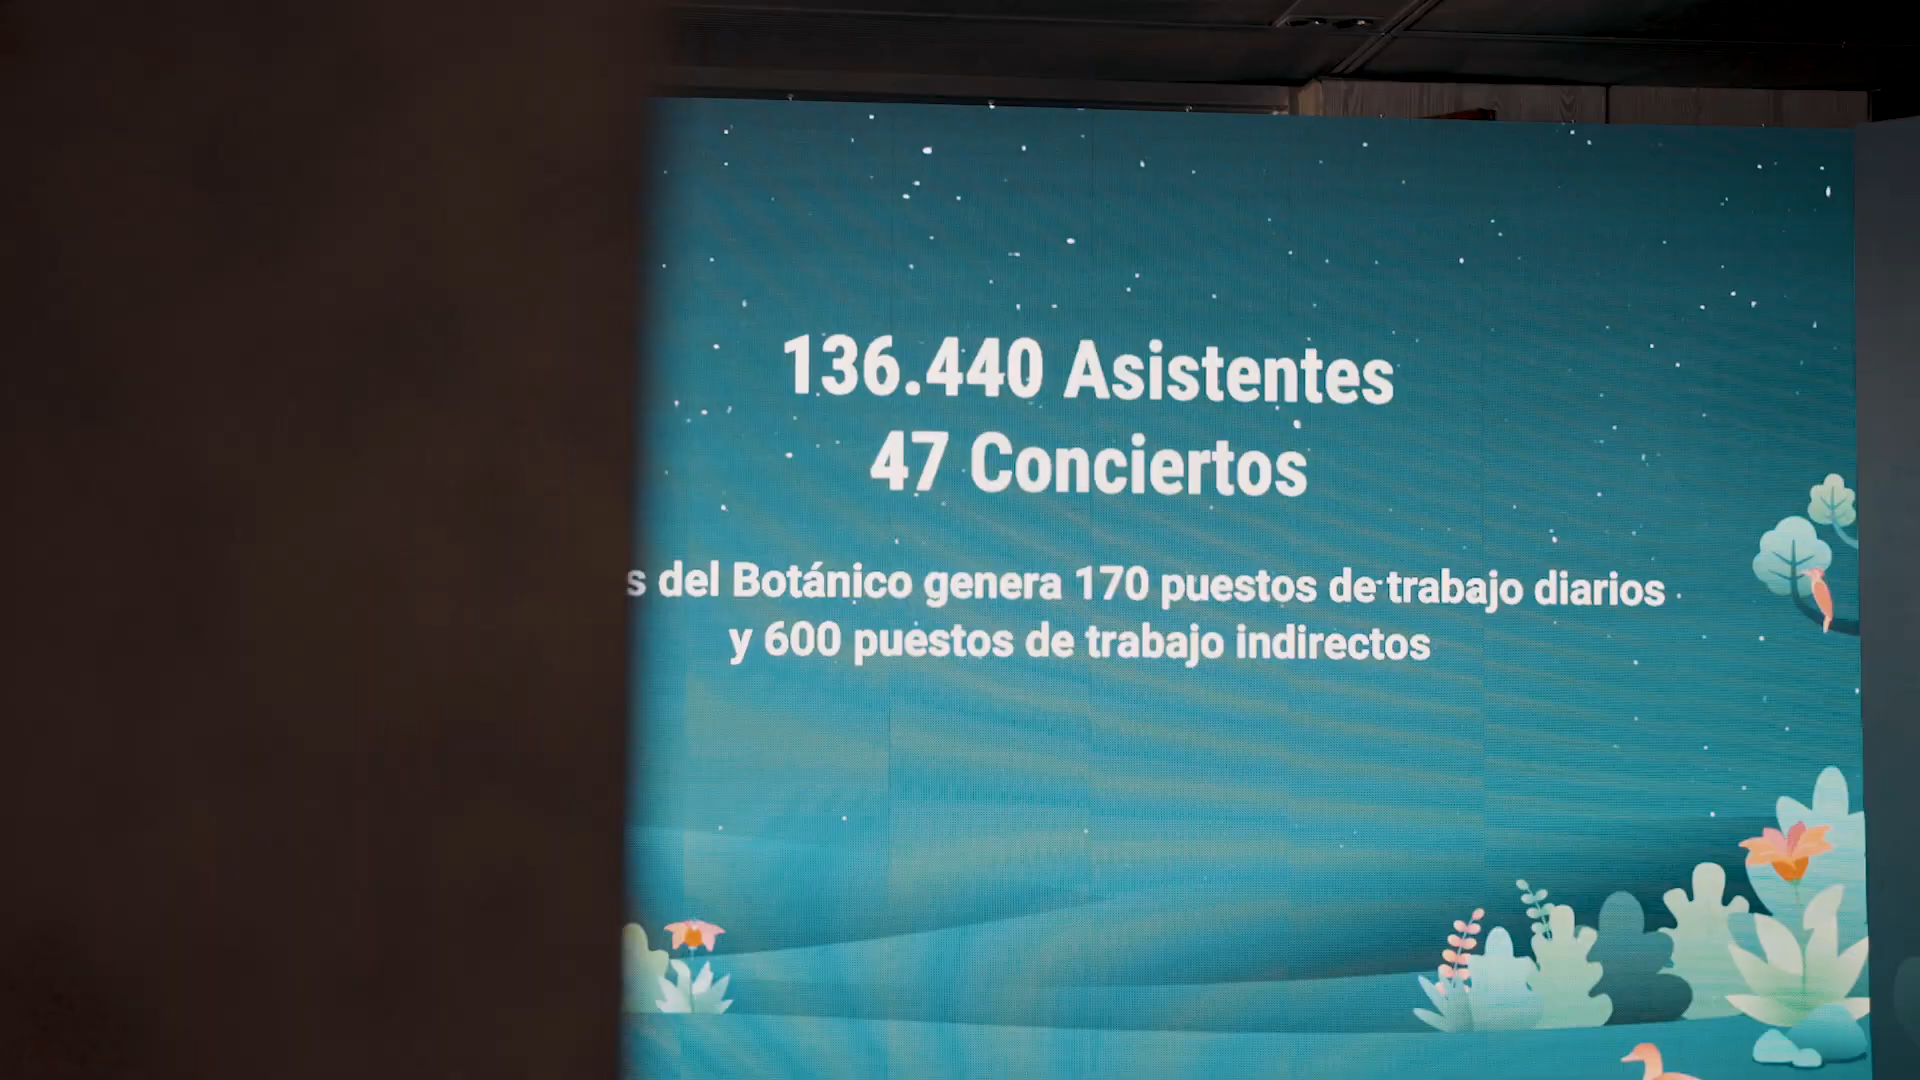 136.440 Asistentes
47 Conciertos
s del Botánico genera 170 puestos de trabajo diarios
y 600 puestos de trabajo indirectos